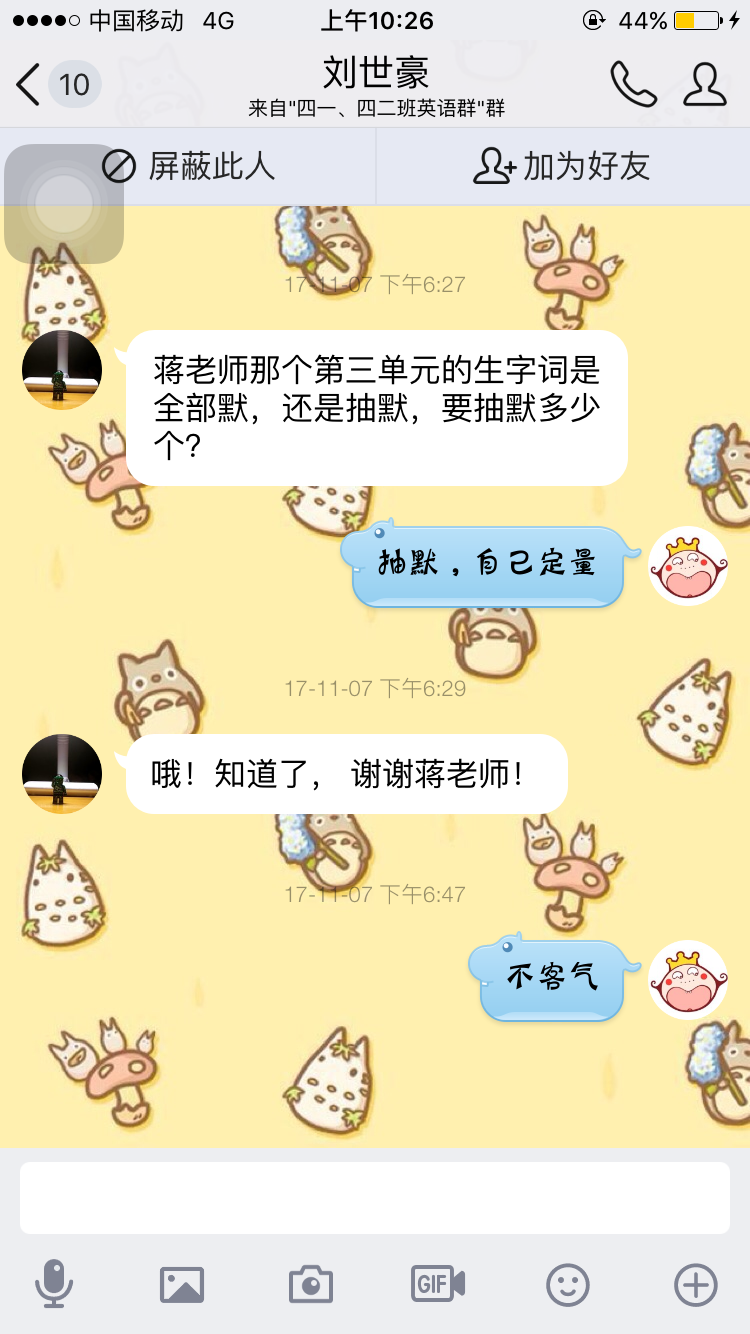 中国移动 4G 上午10:26 44%
10 刘世豪
来自"四一、四二班英语群"群
屏蔽此人 加为好友
17-11-07 下午6:27
蒋老师那个第三单元的生字词是
全部默，还是抽默，要抽默多少
个？
抽默，自己定量
17-11-07 下午6:29
哦！知道了， 谢谢蒋老师！
17-11-07 下午6:47
不客气
GIF